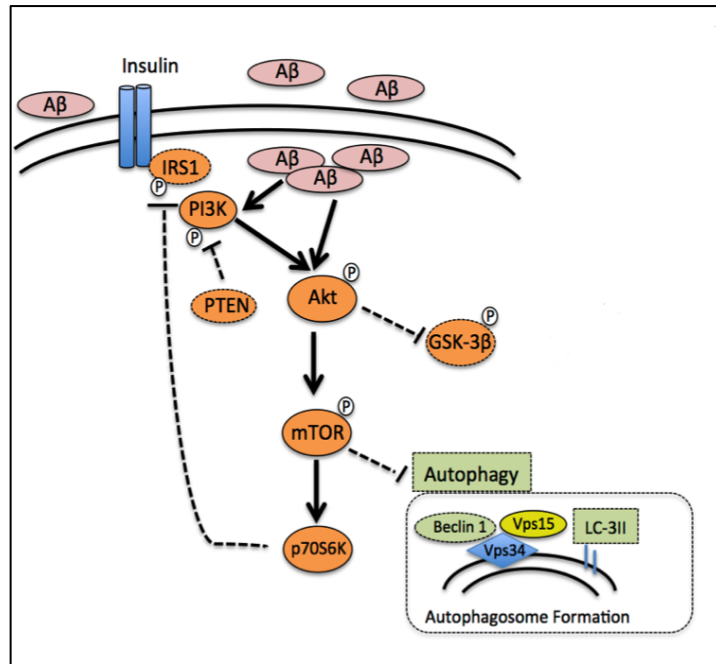 Insulin
Aβ
Aβ
Aβ
IRS1
Aβ
Aβ
Aβ
P
PI3K
P
P
PTEN
Akt
P
GSK-3β
P
mTOR
Autophagy
p70S6K
Beclin 1
Vps15
LC-3II
Vps34
Autophagosome Formation